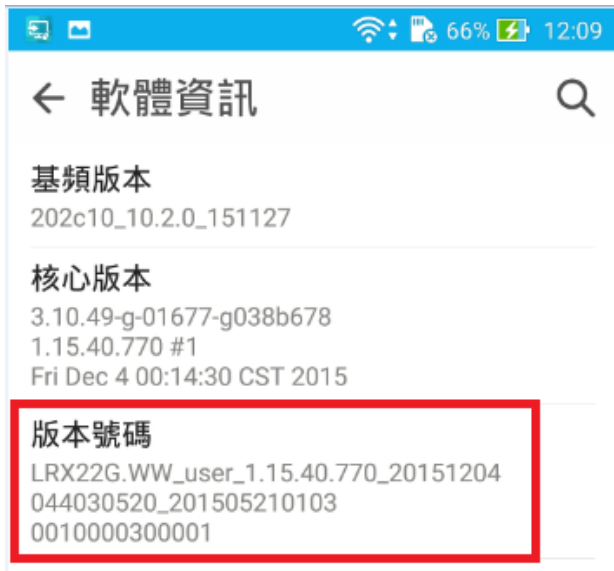 66% 12:09
軟體資訊
基頻版本
202c10_10.2.0_151127
核心版本
3.10.49-g-01677-g038b678
1.15.40.770 #1
Fri Dec 4 00:14:30 CST 2015
版本號碼
LRX22G.WW_user_1.15.40.770_20151204
044030520_201505210103
0010000300001